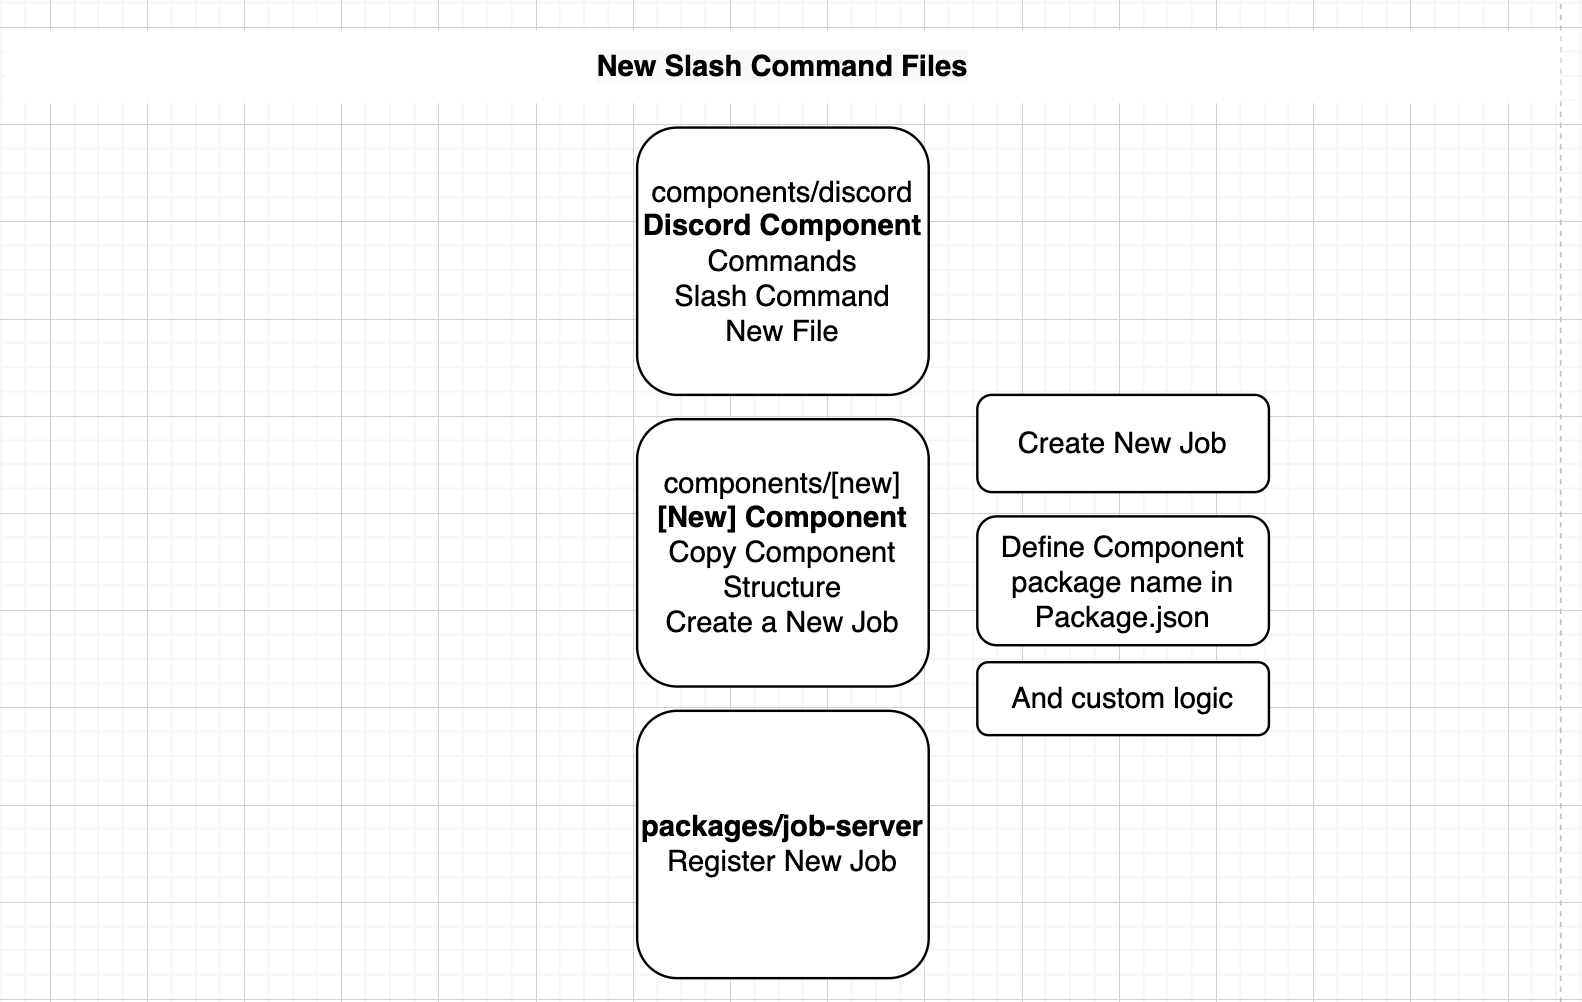 New Slash Command Files
components/discord
Discord Component
Commands
Slash Command
New File
components/[new]
[New] Component
Copy Component
Structure
Create a New Job
Create New Job
Define Component
package name in
Package.json
And custom logic
packages/job-server
Register New Job